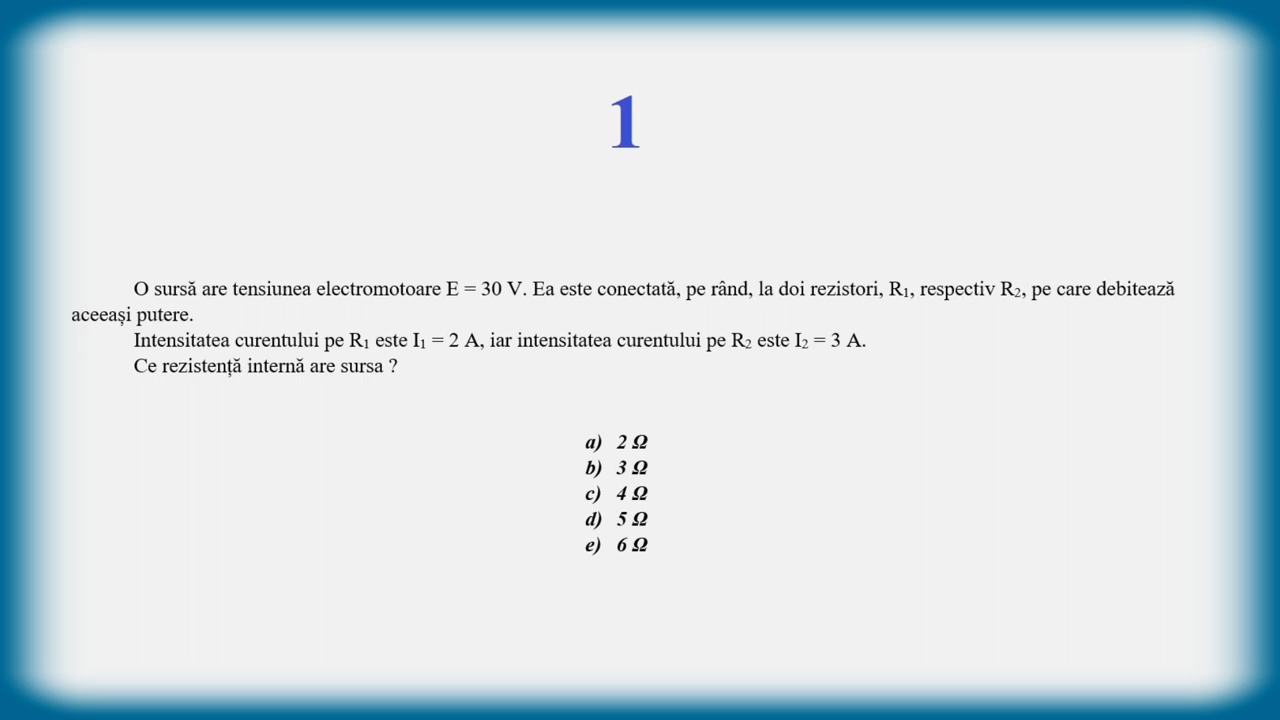 1
O sursă are tensiunea electromotoare E = 30 V. Ea este conectată, pe rând, la doi rezistori, R₁, respectiv R₂, pe care debitează
aceeași putere.
Intensitatea curentului pe R₁ este I₁ = 2 A, iar intensitatea curentului pe R₂ este I₂ = 3 A.
Ce rezistență internă are sursa ?
a) 2 Ω
b) 3 Ω
c) 4 Ω
d) 5 Ω
e) 6 Ω